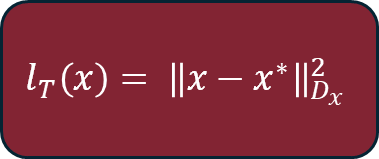 l_T(x) = ‖x − x*‖²_{D_x}